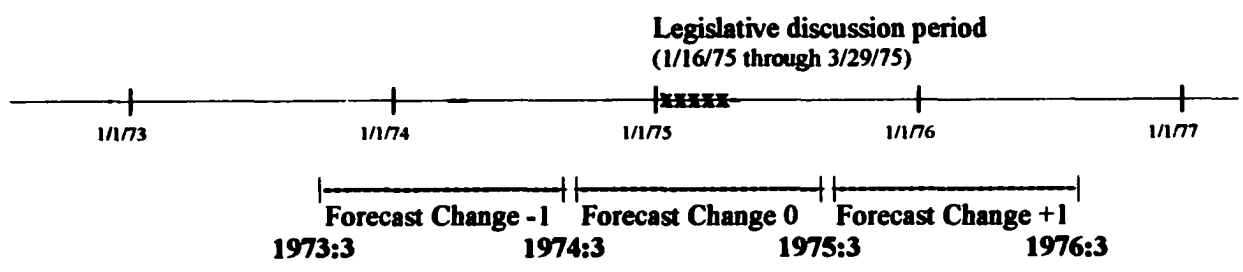 Legislative discussion period
(1/16/75 through 3/29/75)
1/1/73 1/1/74 1/1/75 1/1/76 1/1/77
Forecast Change -1 Forecast Change 0 Forecast Change +1
1973:3 1974:3 1975:3 1976:3